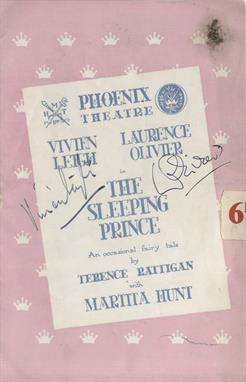 PHOENIX
THEATRE
VIVIEN LAURENCE
LEIGH OLIVIER
in
THE
SLEEPING
PRINCE
An occasional fairy tale
by
TERENCE RATTIGAN
with
MARTITA HUNT
6